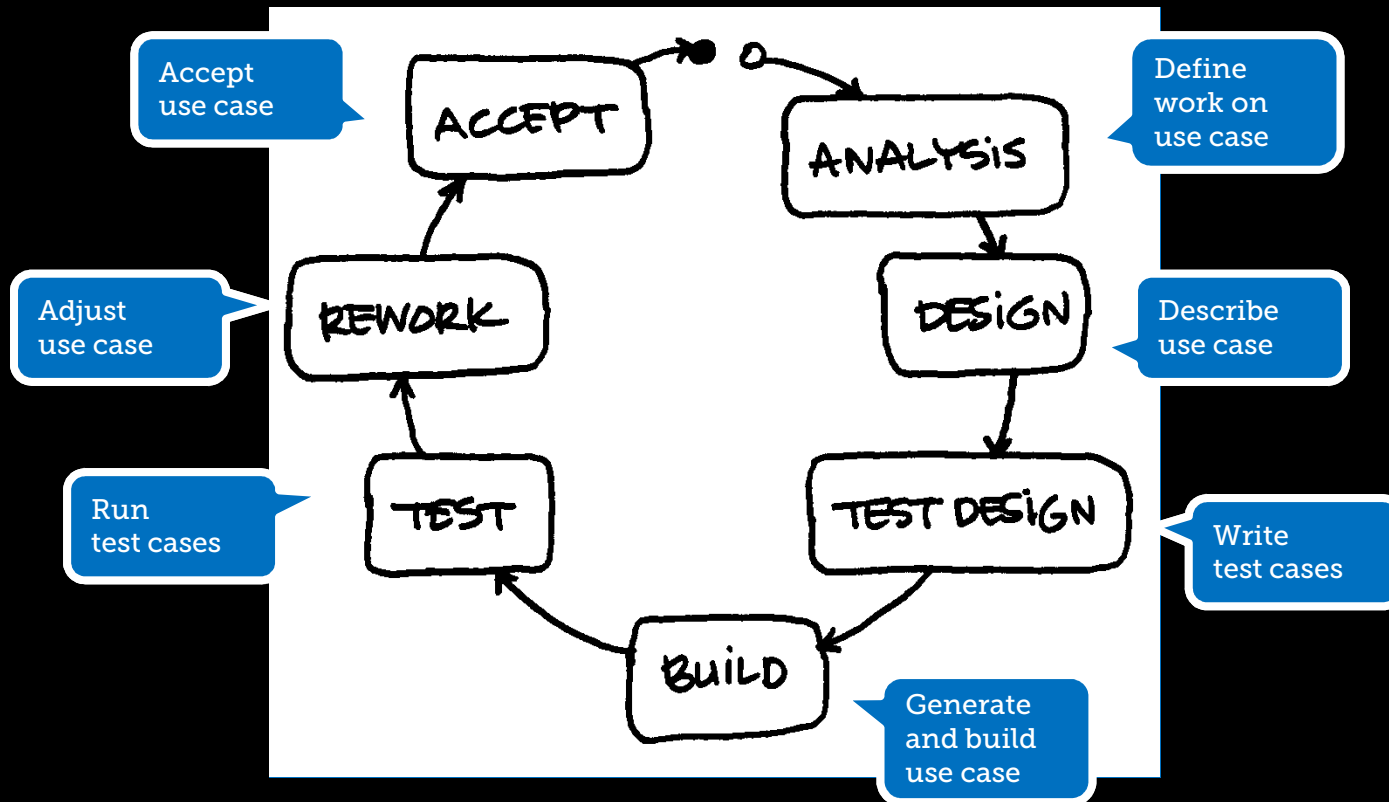 Accept
use case
ACCEPT
ANALYSIS
Define
work on
use case
DESIGN
Describe
use case
TEST DESIGN
Write
test cases
BUILD
Generate
and build
use case
TEST
Run
test cases
REWORK
Adjust
use case